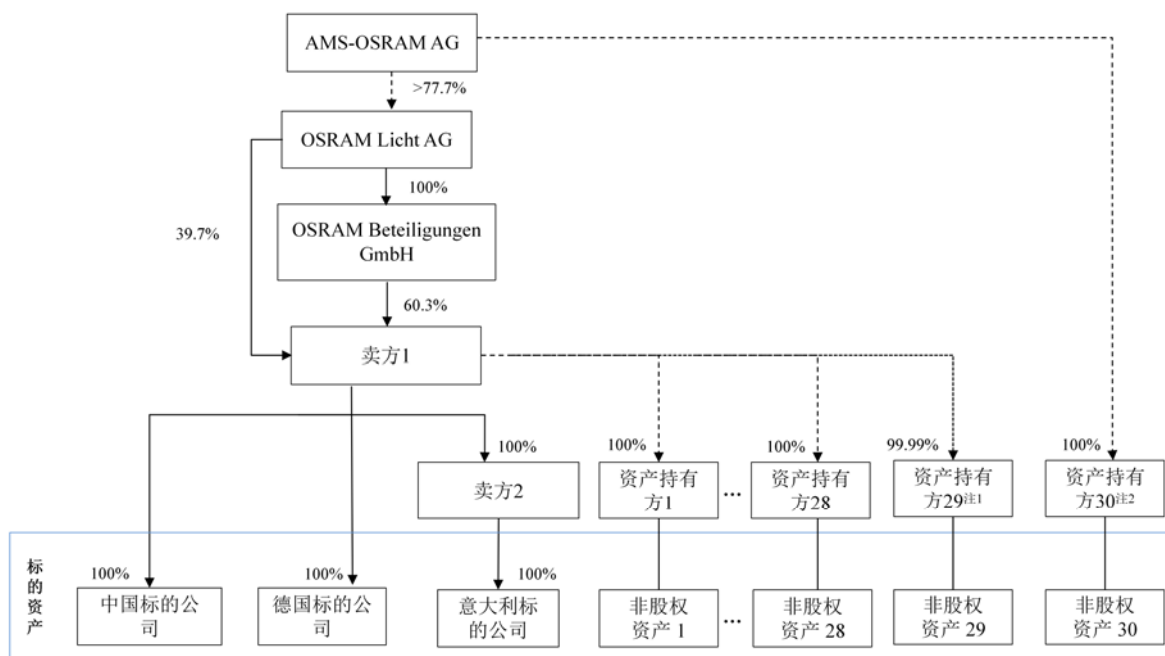 AMS-OSRAM AG
>77.7%
OSRAM Licht AG
100%
39.7%
OSRAM Beteiligungen
GmbH
60.3%
卖方1
100%
100%
100%
99.99%
100%
卖方2
资产持有
方1
...
资产持有
方28
资产持有
方29注1
资产持有
方30注2
标的资产
100%
100%
100%
中国标的公
司
德国标的公
司
意大利标
的公司
非股权
资产 1
...
非股权
资产 28
非股权
资产 29
非股权
资产 30